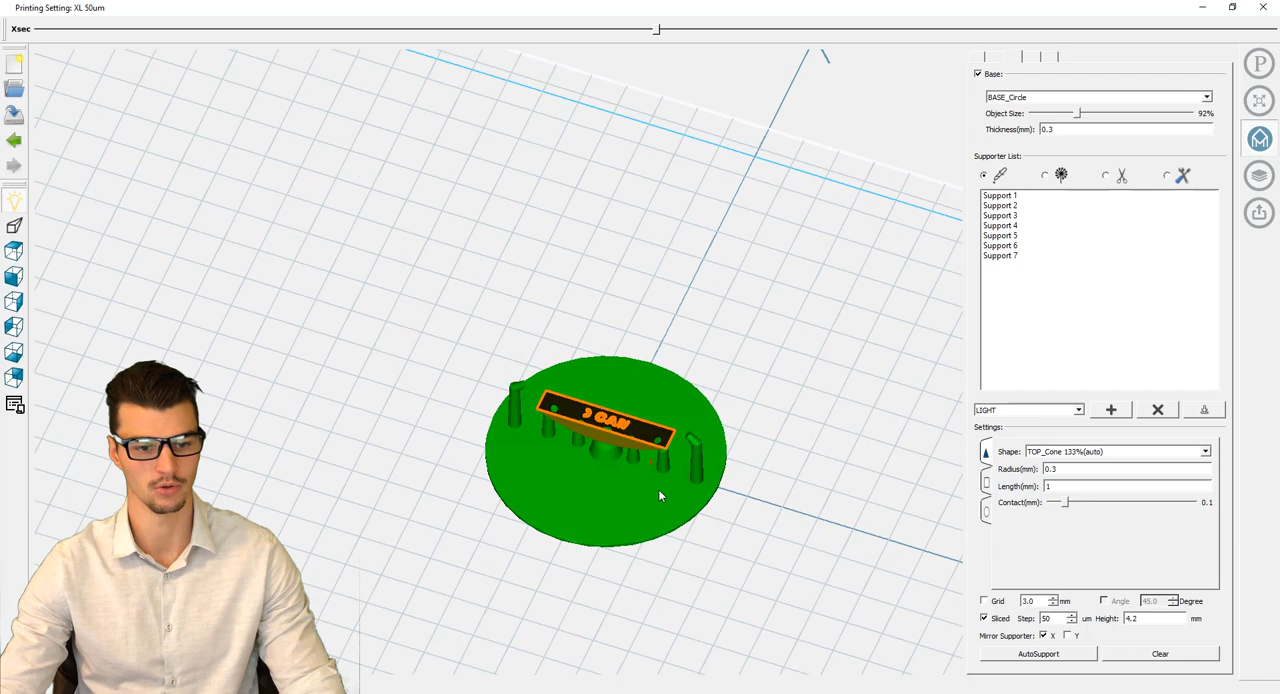 Printing Setting: XL 50um
Xsec
Base:
BASE_Circle
Object Size: 92%
Thickness(mm): 0.3
Supporter List:
Support 1
Support 2
Support 3
Support 4
Support 5
Support 6
Support 7
LIGHT
Settings:
Shape: TOP_Cone 133%(auto)
Radius(mm): 0.3
Length(mm): 1
Contact(mm): 0.1
Grid 3.0 mm Angle 45.0 Degree
Sliced Step: 50 um Height: 4.2 mm
Mirror Supporter: X Y
AutoSupport Clear
P